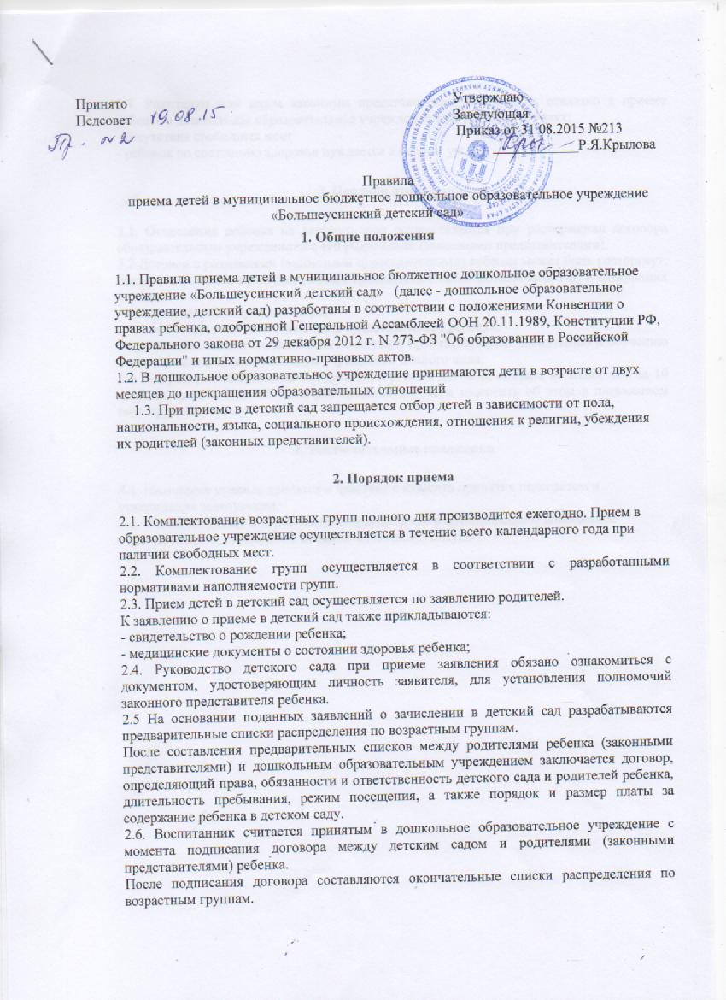 Принято
Педсовет 19.08.15
Пр. №2
Утверждаю
Заведующая
Приказ от 31 08.2015 №213
Р.Я.Крылова
Правила
приема детей в муниципальное бюджетное дошкольное образовательное учреждение
«Большеусинский детский сад»
1. Общие положения
1.1. Правила приема детей в муниципальное бюджетное дошкольное образовательное
учреждение «Большеусинский детский сад» (далее - дошкольное образовательное
учреждение, детский сад) разработаны в соответствии с положениями Конвенции о
правах ребенка, одобренной Генеральной Ассамблеей ООН 20.11.1989, Конституции РФ,
Федерального закона от 29 декабря 2012 г. N 273-ФЗ "Об образовании в Российской
Федерации" и иных нормативно-правовых актов.
1.2. В дошкольное образовательное учреждение принимаются дети в возрасте от двух
месяцев до прекращения образовательных отношений
1.3. При приеме в детский сад запрещается отбор детей в зависимости от пола,
национальности, языка, социального происхождения, отношения к религии, убеждения
их родителей (законных представителей).
2. Порядок приема
2.1. Комплектование возрастных групп полного дня производится ежегодно. Прием в
образовательное учреждение осуществляется в течение всего календарного года при
наличии свободных мест.
2.2. Комплектование групп осуществляется в соответствии с разработанными
нормативами наполняемости групп.
2.3. Прием детей в детский сад осуществляется по заявлению родителей.
К заявлению о приеме в детский сад также прикладываются:
- свидетельство о рождении ребенка;
- медицинские документы о состоянии здоровья ребенка;
2.4. Руководство детского сада при приеме заявления обязано ознакомиться с
документом, удостоверяющим личность заявителя, для установления полномочий
законного представителя ребенка.
2.5 На основании поданных заявлений о зачислении в детский сад разрабатываются
предварительные списки распределения по возрастным группам.
После составления предварительных списков между родителями ребенка (законными
представителями) и дошкольным образовательным учреждением заключается договор,
определяющий права, обязанности и ответственность детского сада и родителей ребенка,
длительность пребывания, режим посещения, а также порядок и размер платы за
содержание ребенка в детском саду.
2.6. Воспитанник считается принятым в дошкольное образовательное учреждение с
момента подписания договора между детским садом и родителями (законными
представителями) ребенка.
После подписания договора составляются окончательные списки распределения по
возрастным группам.